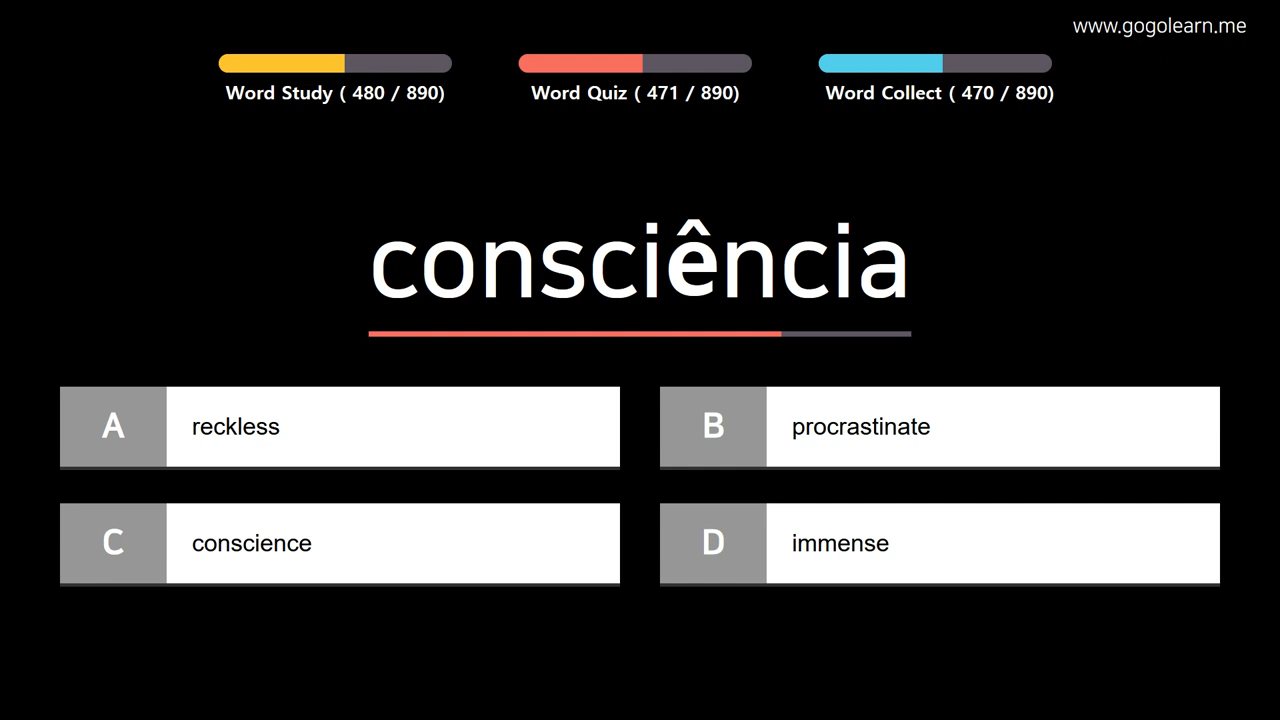 www.gogolearn.me
Word Study ( 480 / 890)
Word Quiz ( 471 / 890)
Word Collect ( 470 / 890)
consciência
A reckless
B procrastinate
C conscience
D immense